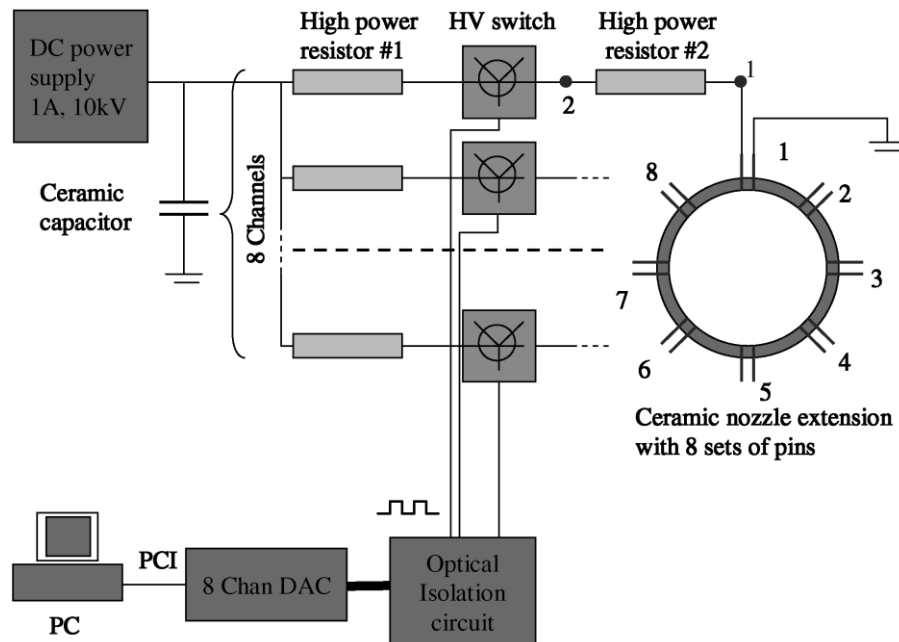 DC power
supply
1A, 10kV
High power
resistor #1
HV switch
High power
resistor #2
1
2
Ceramic
capacitor
8 Channels
1
2
3
4
5
6
7
8
Ceramic nozzle extension
with 8 sets of pins
PC
PCI
8 Chan DAC
Optical
Isolation
circuit